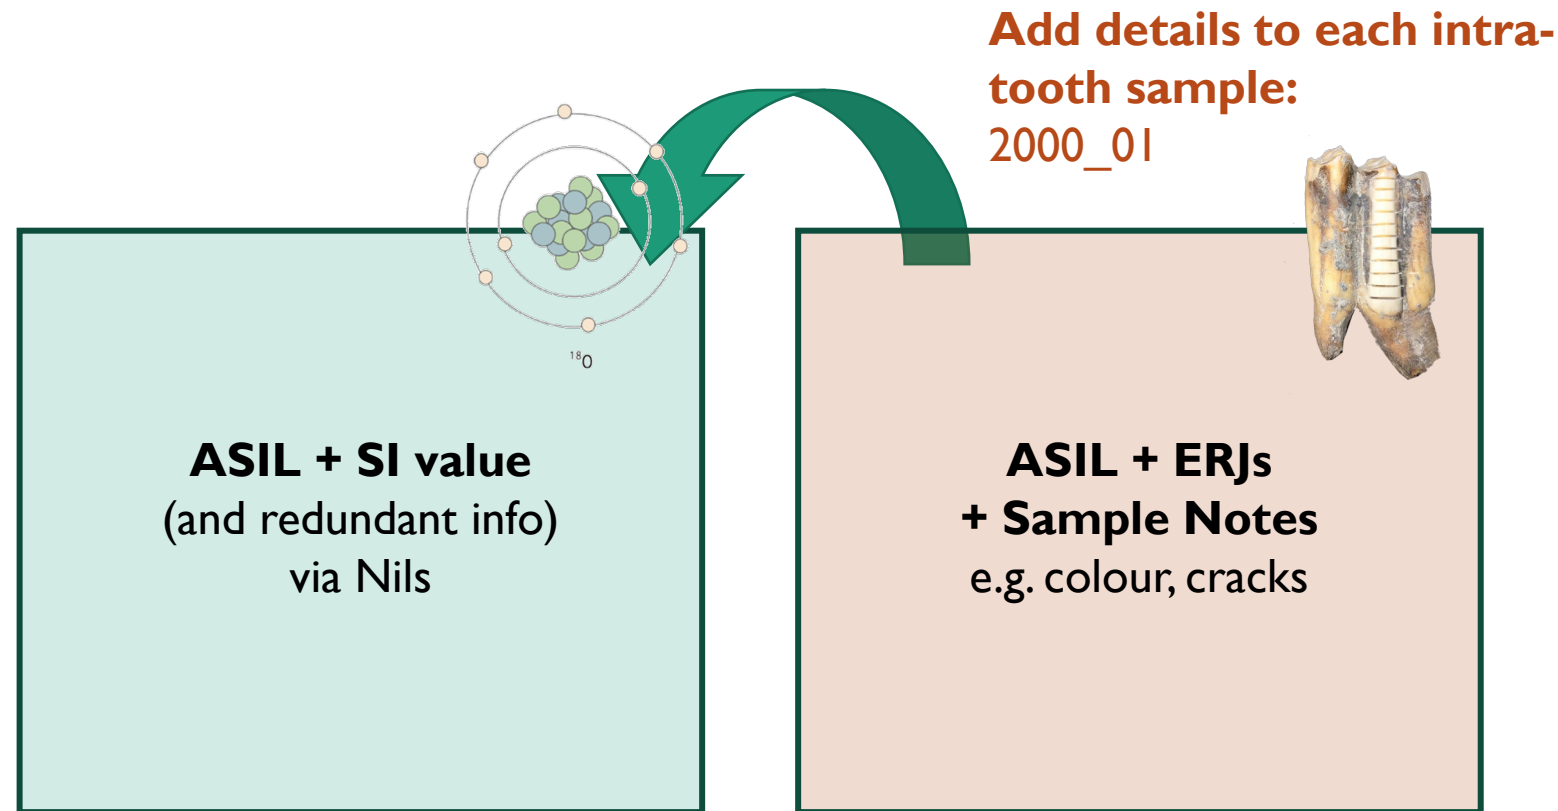 Add details to each intra-
tooth sample:
2000_01
¹⁸O
ASIL + SI value
(and redundant info)
via Nils
ASIL + ERJs
+ Sample Notes
e.g. colour, cracks